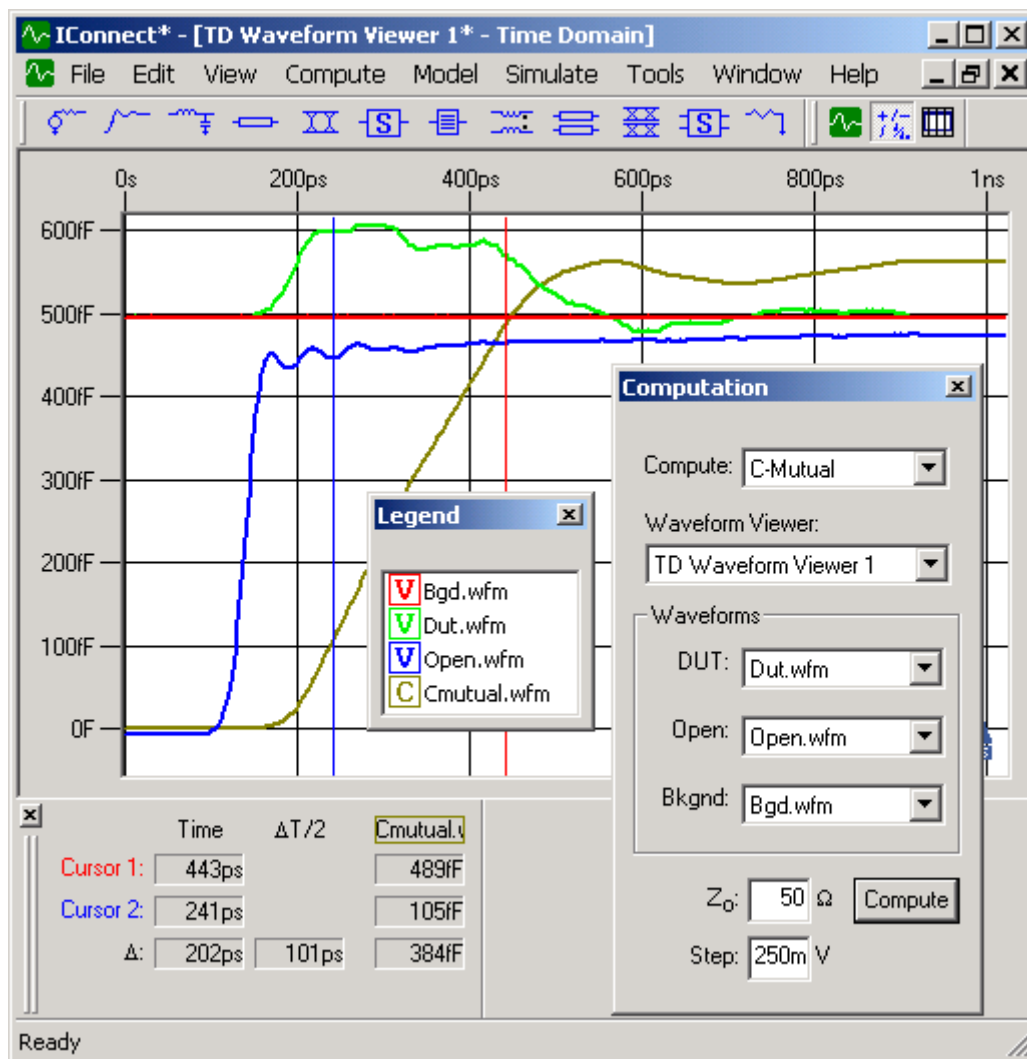 IConnect* - [TD Waveform Viewer 1* - Time Domain]
File Edit View Compute Model Simulate Tools Window Help
S S
0s 200ps 400ps 600ps 800ps 1ns
600fF
500fF
400fF
300fF
200fF
100fF
0F
Legend
V Bgd.wfm
V Dut.wfm
V Open.wfm
C Cmutual.wfm
Computation
Compute: C-Mutual
Waveform Viewer:
TD Waveform Viewer 1
Waveforms
DUT: Dut.wfm
Open: Open.wfm
Bkgnd: Bgd.wfm
Zo: 50 Ω Compute
Step: 250m V
Time ΔT/2 Cmutual.
Cursor 1: 443ps 489fF
Cursor 2: 241ps 105fF
Δ: 202ps 101ps 384fF
Ready